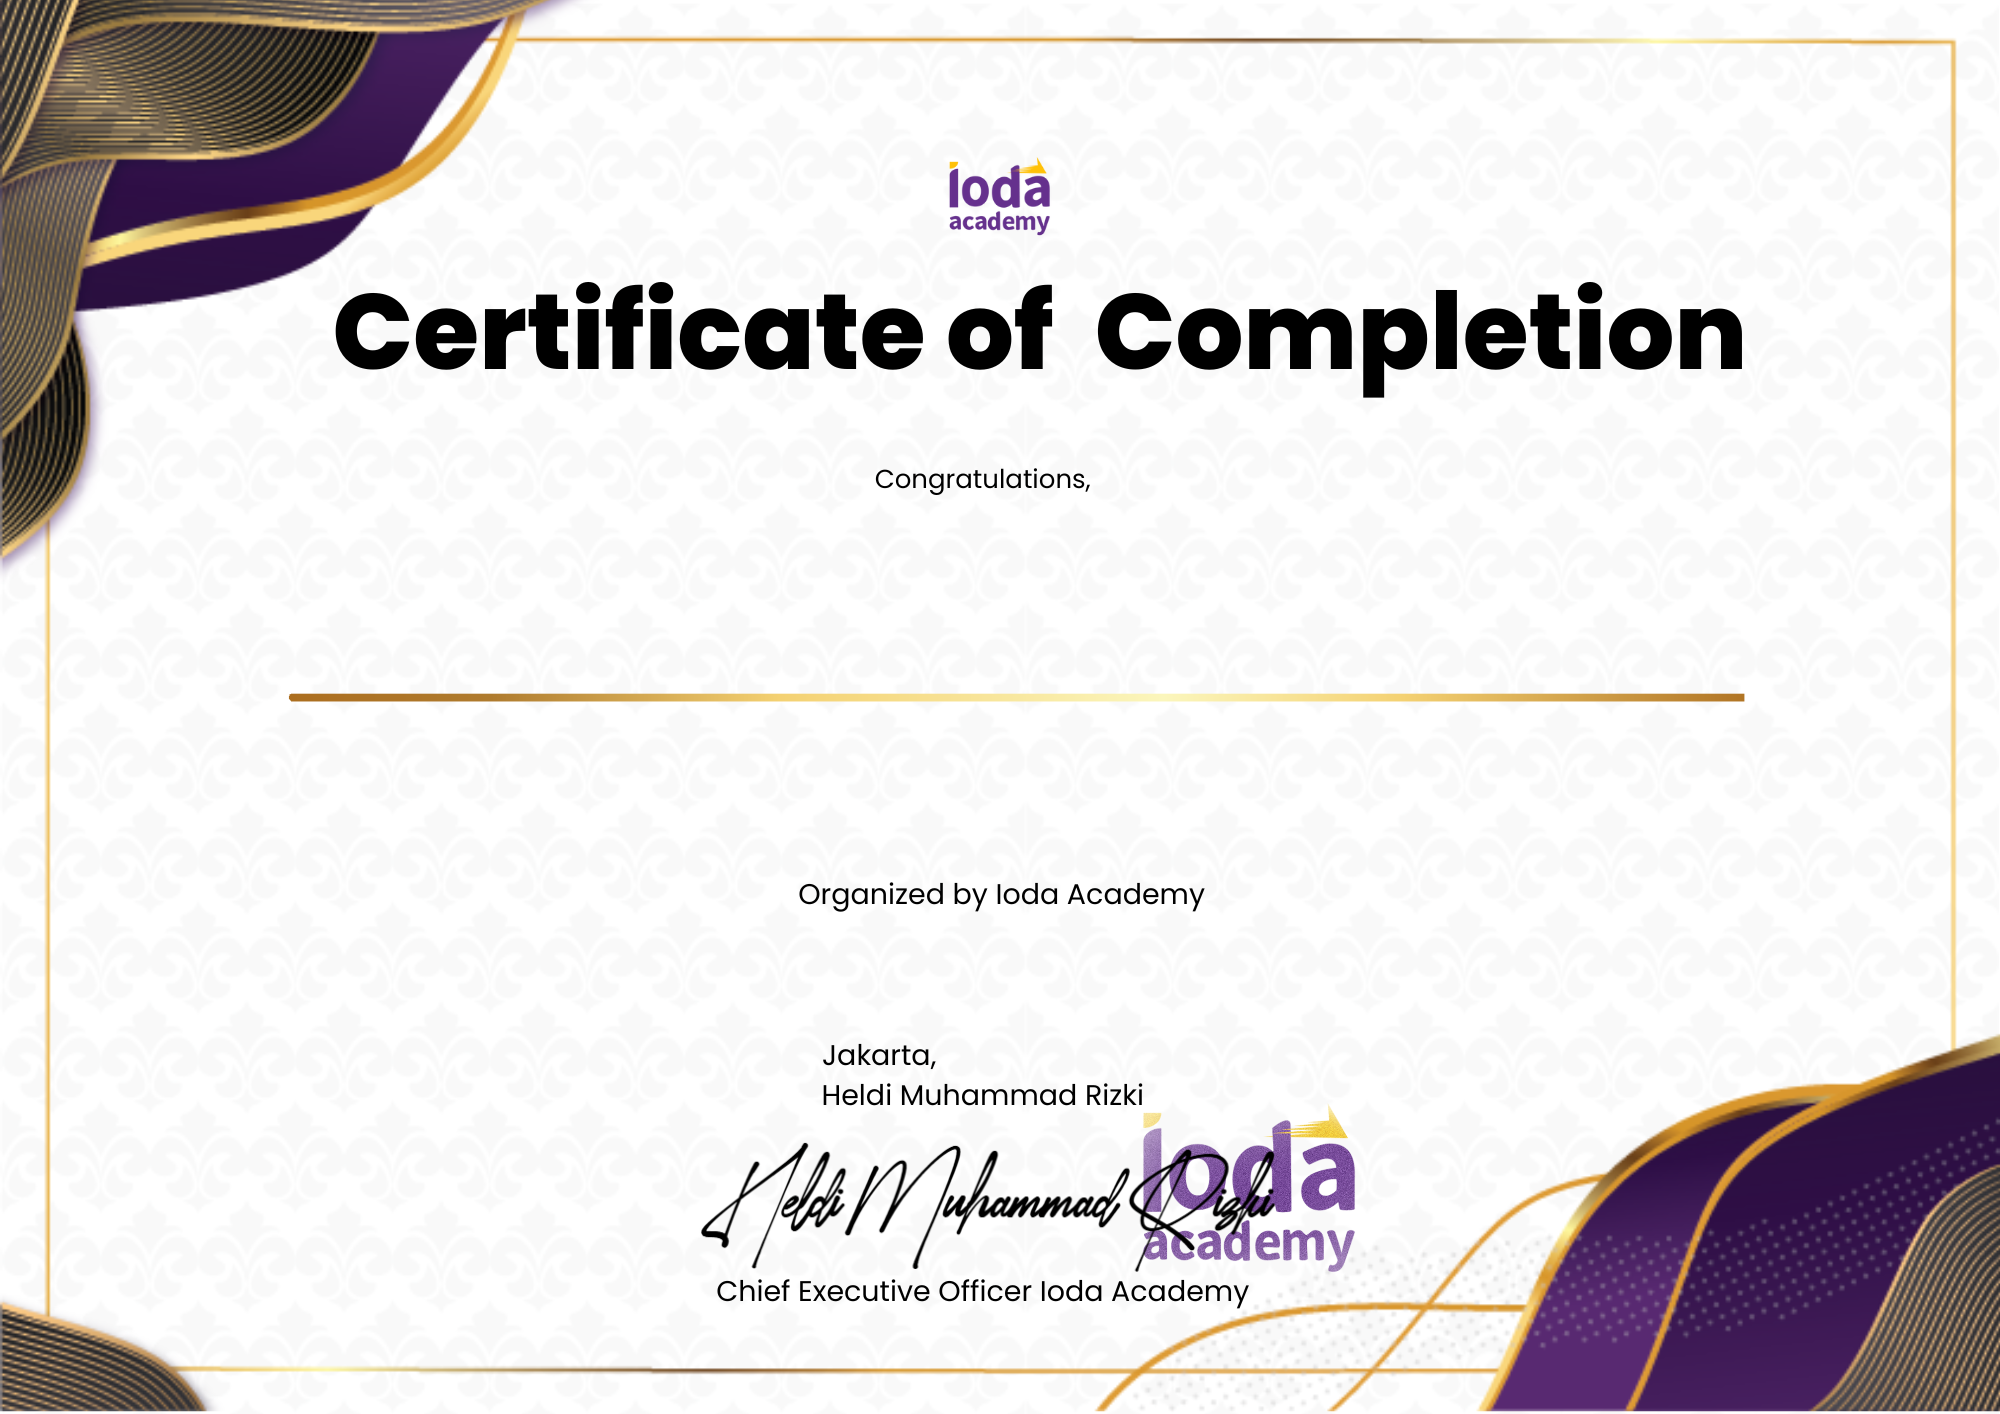 ioda
academy
Certificate of Completion
Congratulations,
Organized by Ioda Academy
Jakarta,
Heldi Muhammad Rizki
Heldi Muhammad Rizki
ioda
academy
Chief Executive Officer Ioda Academy